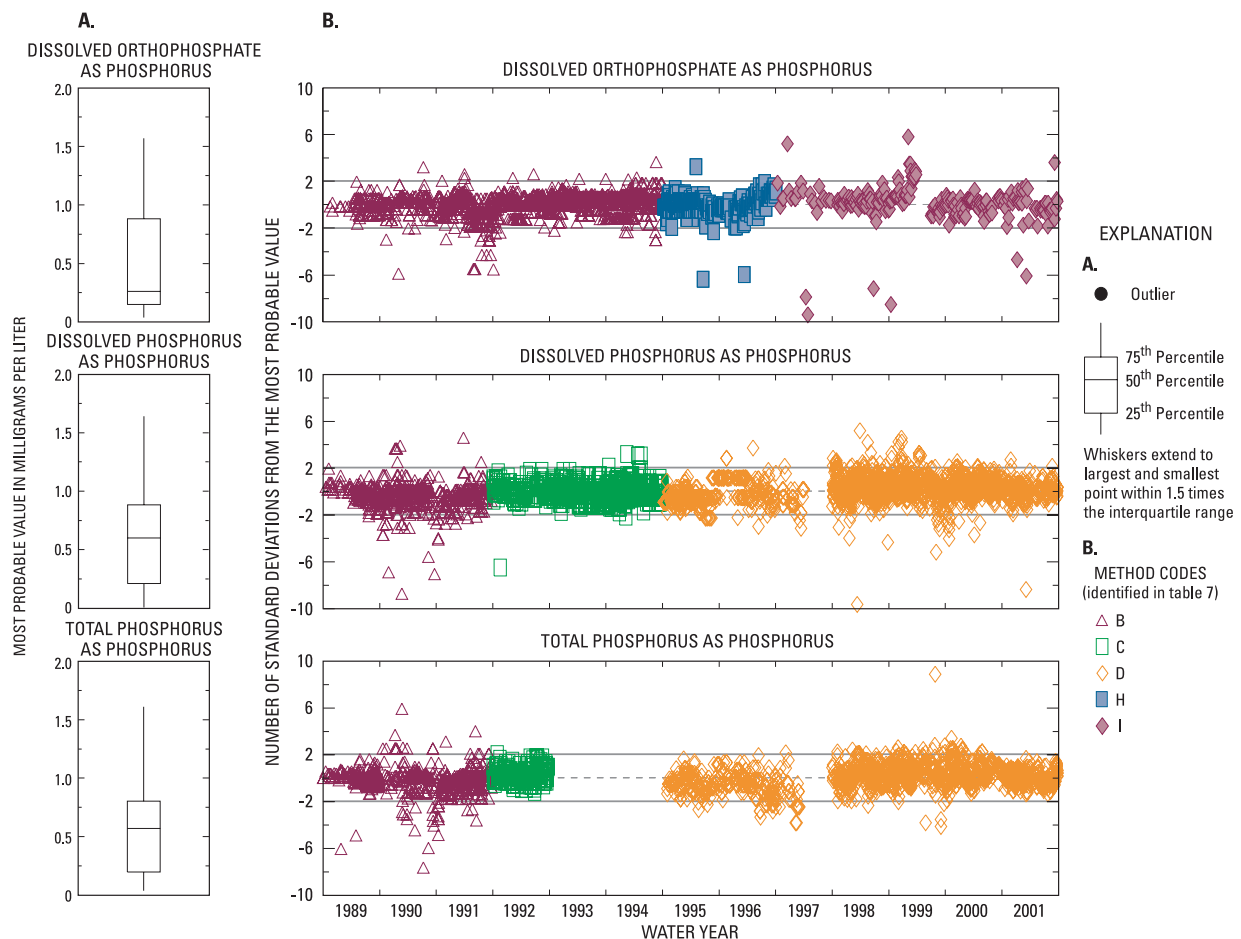 A.
B.
DISSOLVED ORTHOPHOSPHATE
AS PHOSPHORUS
2.0
1.5
1.0
0.5
0
DISSOLVED PHOSPHORUS
AS PHOSPHORUS
2.0
1.5
1.0
0.5
0
TOTAL PHOSPHORUS
AS PHOSPHORUS
2.0
1.5
1.0
0.5
0
MOST PROBABLE VALUE IN MILLIGRAMS PER LITER
NUMBER OF STANDARD DEVIATIONS FROM THE MOST PROBABLE VALUE
DISSOLVED ORTHOPHOSPHATE AS PHOSPHORUS
10
6
2
-2
-6
-10
DISSOLVED PHOSPHORUS AS PHOSPHORUS
10
6
2
-2
-6
-10
TOTAL PHOSPHORUS AS PHOSPHORUS
10
6
2
-2
-6
-10
1989 1990 1991 1992 1993 1994 1995 1996 1997 1998 1999 2000 2001
WATER YEAR
EXPLANATION
A.
Outlier
75th Percentile
50th Percentile
25th Percentile
Whiskers extend to
largest and smallest
point within 1.5 times
the interquartile range
B.
METHOD CODES
(identified in table 7)
B
C
D
H
I